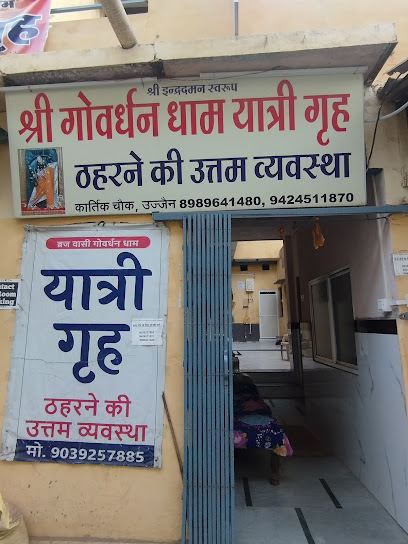 गृह
श्री इन्द्रदमन स्वरूप
श्री गोवर्धन धाम यात्री गृह
ठहरने की उत्तम व्यवस्था
कार्तिक चौक, उज्जैन 8989641480, 9424511870
ब्रज वासी गोवर्धन धाम
यात्री
गृह
ठहरने की
उत्तम व्यवस्था
मो. 9039257885